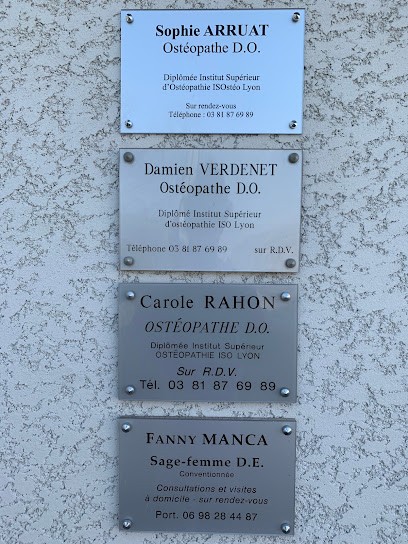 Sophie ARRUAT
Ostéopathe D.O.
Diplômée Institut Supérieur
d'Ostéopathie ISOstéo Lyon
Sur rendez-vous
Téléphone : 03 81 87 69 89
Damien VERDENET
Ostéopathe D.O.
Diplômé Institut Supérieur
d'ostéopathie ISO Lyon
Téléphone 03 81 87 69 89 sur R.D.V.
Carole RAHON
OSTÉOPATHE D.O.
Diplômée Institut Supérieur
OSTÉOPATHIE ISO LYON
Sur R.D.V.
Tél. 03 81 87 69 89
FANNY MANCA
Sage-femme D.E.
Conventionnée
Consultations et visites
à domicile - sur rendez-vous
Port. 06 98 28 44 87